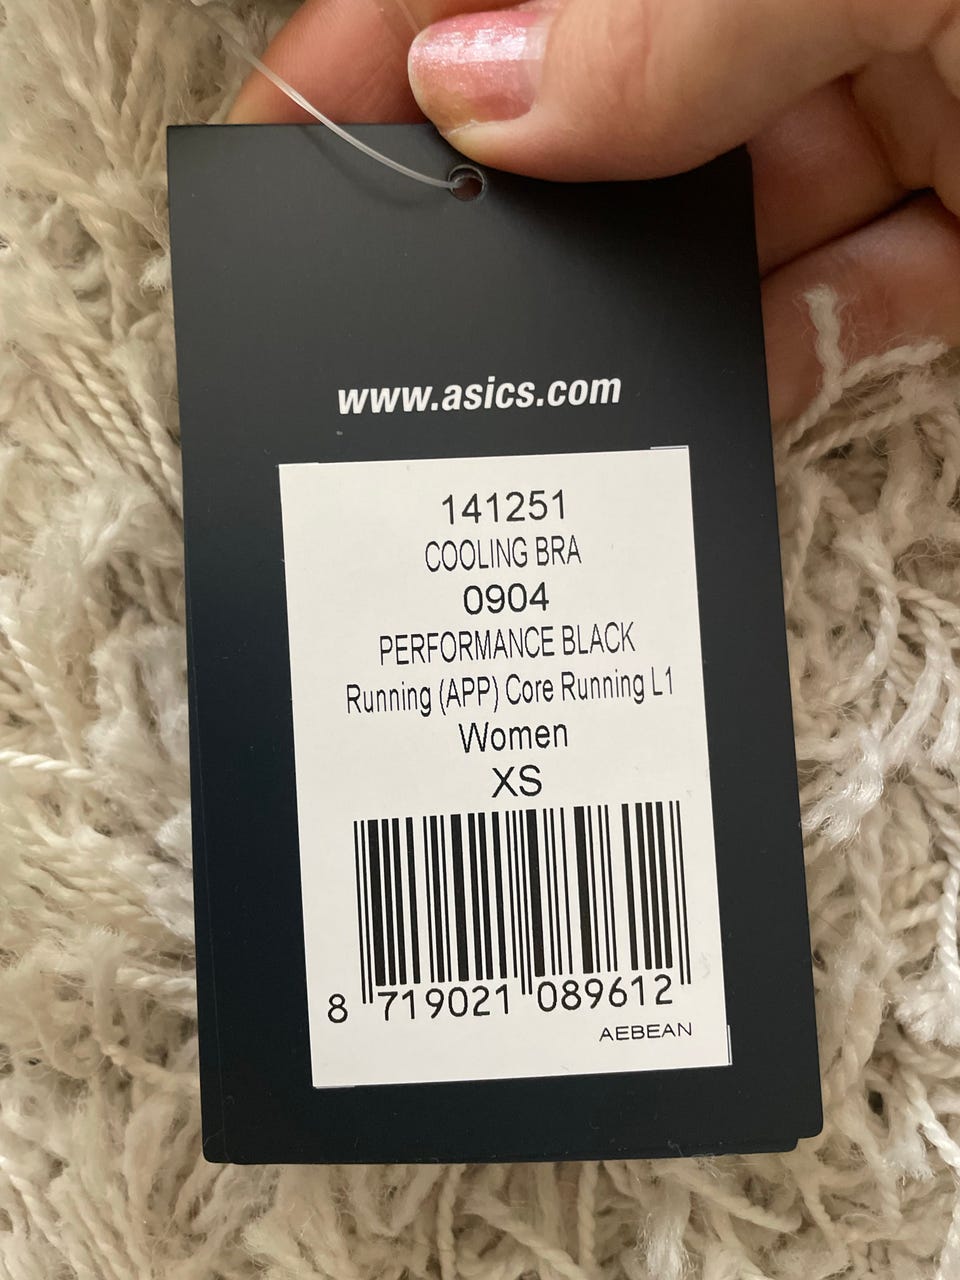 www.asics.com
141251
COOLING BRA
0904
PERFORMANCE BLACK
Running (APP) Core Running L1
Women
XS
8 719021 089612
AEBEAN